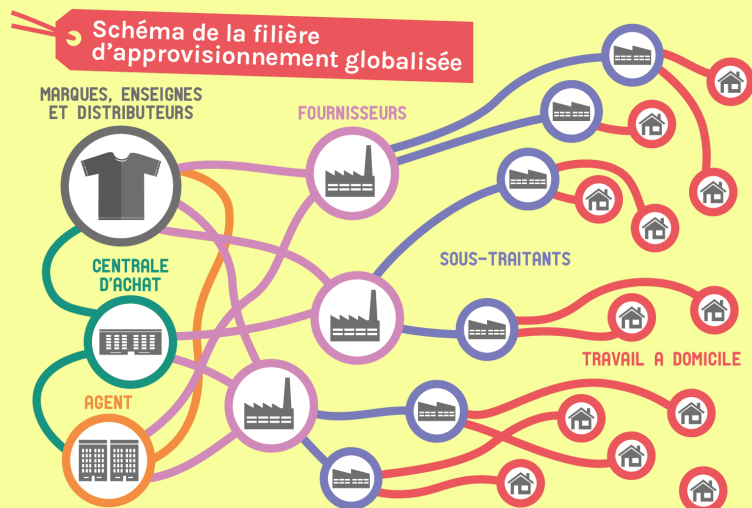 Schéma de la filière
d'approvisionnement globalisée
MARQUES, ENSEIGNES
ET DISTRIBUTEURS
FOURNISSEURS
CENTRALE
D'ACHAT
SOUS-TRAITANTS
TRAVAIL A DOMICILE
AGENT